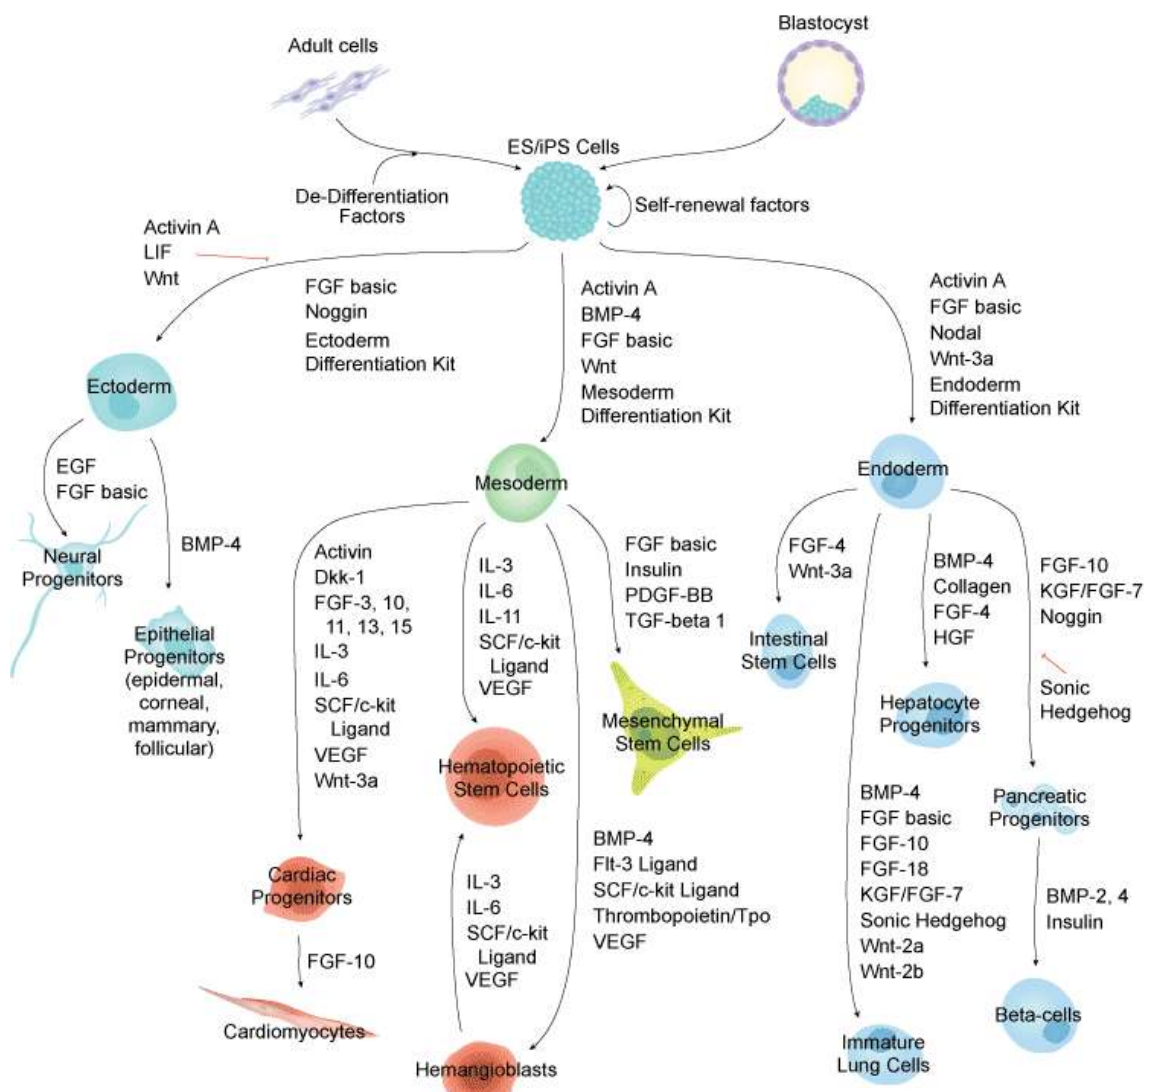 Adult cells
Blastocyst
ES/iPS Cells
De-Differentiation
Factors
Self-renewal factors
Activin A
LIF
Wnt
FGF basic
Noggin
Ectoderm
Differentiation Kit
Activin A
BMP-4
FGF basic
Wnt
Mesoderm
Differentiation Kit
Activin A
FGF basic
Nodal
Wnt-3a
Endoderm
Differentiation Kit
Ectoderm
Mesoderm
Endoderm
EGF
FGF basic
BMP-4
Neural
Progenitors
Epithelial
Progenitors
(epidermal,
corneal,
mammary,
follicular)
Activin
Dkk-1
FGF-3, 10,
11, 13, 15
IL-3
IL-6
SCF/c-kit
Ligand
VEGF
Wnt-3a
IL-3
IL-6
IL-11
SCF/c-kit
Ligand
VEGF
FGF basic
Insulin
PDGF-BB
TGF-beta 1
FGF-4
Wnt-3a
BMP-4
Collagen
FGF-4
HGF
FGF-10
KGF/FGF-7
Noggin
Sonic
Hedgehog
Intestinal
Stem Cells
Hepatocyte
Progenitors
Mesenchymal
Stem Cells
Hematopoietic
Stem Cells
Pancreatic
Progenitors
BMP-4
FGF basic
FGF-10
FGF-18
KGF/FGF-7
Sonic Hedgehog
Wnt-2a
Wnt-2b
BMP-4
Flt-3 Ligand
SCF/c-kit Ligand
Thrombopoietin/Tpo
VEGF
Cardiac
Progenitors
IL-3
IL-6
SCF/c-kit
Ligand
VEGF
BMP-2, 4
Insulin
FGF-10
Cardiomyocytes
Hemangioblasts
Immature
Lung Cells
Beta-cells